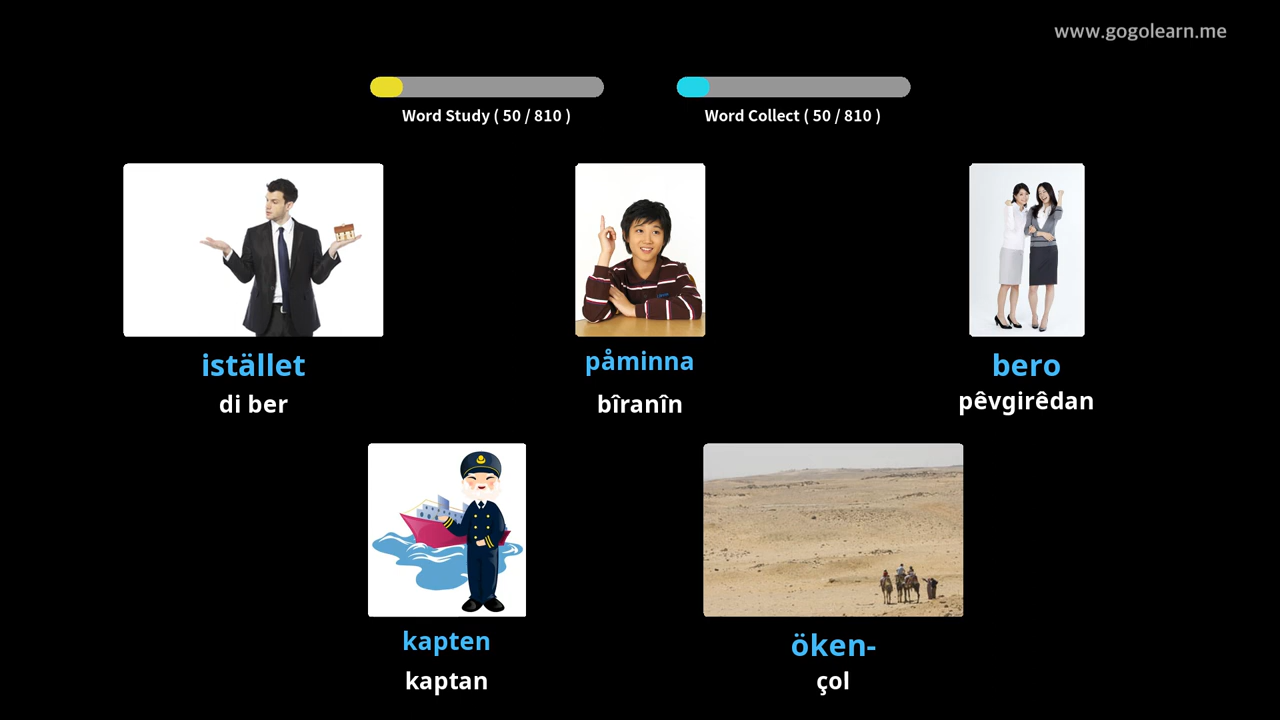 www.gogolearn.me
Word Study ( 50 / 810 )
Word Collect ( 50 / 810 )
istället
di ber
påminna
bîranîn
bero
pêvgirêdan
kapten
kaptan
öken-
çol